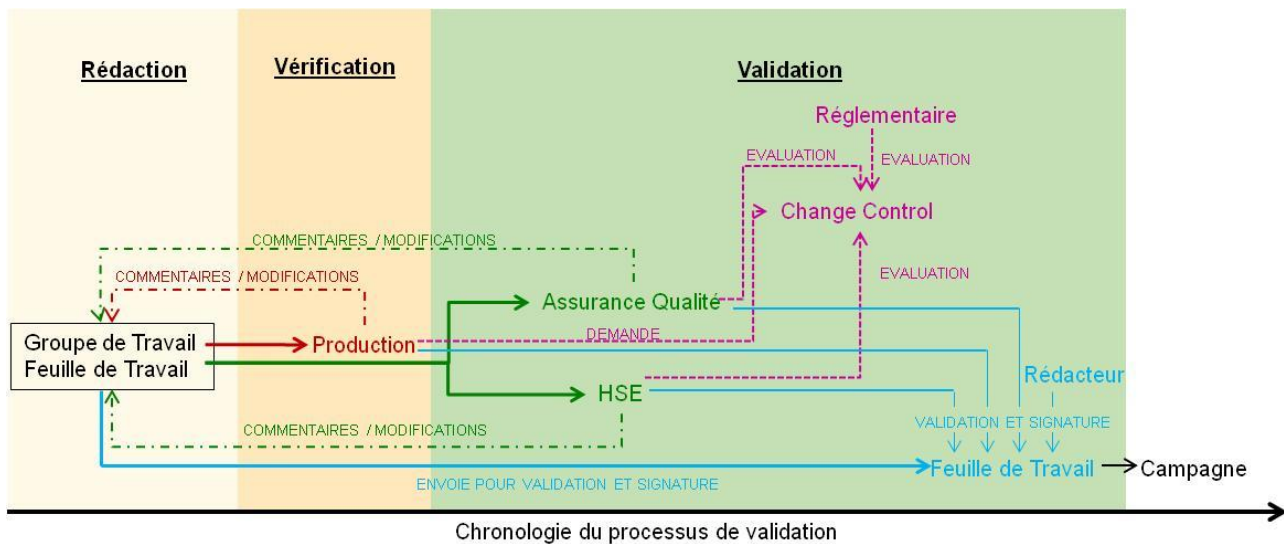 Rédaction
Vérification
Validation
Réglementaire
EVALUATION
EVALUATION
Change Control
COMMENTAIRES / MODIFICATIONS
COMMENTAIRES / MODIFICATIONS
EVALUATION
Assurance Qualité
Groupe de Travail
Feuille de Travail
Production
DEMANDE
HSE
Rédacteur
COMMENTAIRES / MODIFICATIONS
VALIDATION ET SIGNATURE
Feuille de Travail
Campagne
ENVOIE POUR VALIDATION ET SIGNATURE
Chronologie du processus de validation